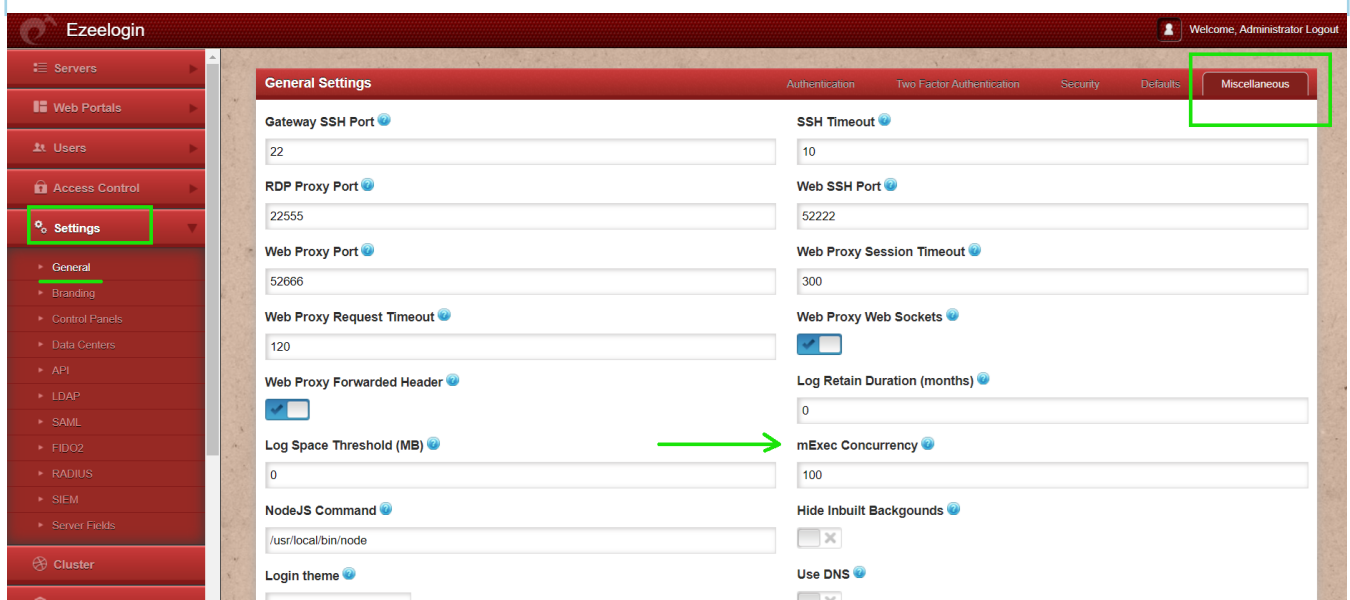 Ezeelogin
Welcome, Administrator Logout
Servers
Web Portals
Users
Access Control
Settings
General
Branding
Control Panels
Data Centers
API
LDAP
SAML
FIDO2
RADIUS
SIEM
Server Fields
Cluster
General Settings
Authentication
Two Factor Authentication
Security
Defaults
Miscellaneous
Gateway SSH Port
22
SSH Timeout
10
RDP Proxy Port
22555
Web SSH Port
52222
Web Proxy Port
52666
Web Proxy Session Timeout
300
Web Proxy Request Timeout
120
Web Proxy Web Sockets
Web Proxy Forwarded Header
Log Retain Duration (months)
0
Log Space Threshold (MB)
0
mExec Concurrency
100
NodeJS Command
/usr/local/bin/node
Hide Inbuilt Backgounds
Login theme
Use DNS